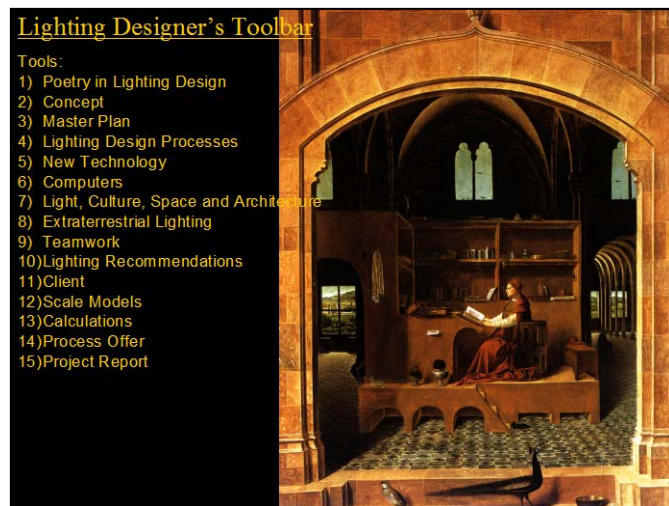 Lighting Designer's Toolbar
Tools:
1) Poetry in Lighting Design
2) Concept
3) Master Plan
4) Lighting Design Processes
5) New Technology
6) Computers
7) Light, Culture, Space and Architecture
8) Extraterrestrial Lighting
9) Teamwork
10)Lighting Recommendations
11)Client
12)Scale Models
13)Calculations
14)Process Offer
15)Project Report